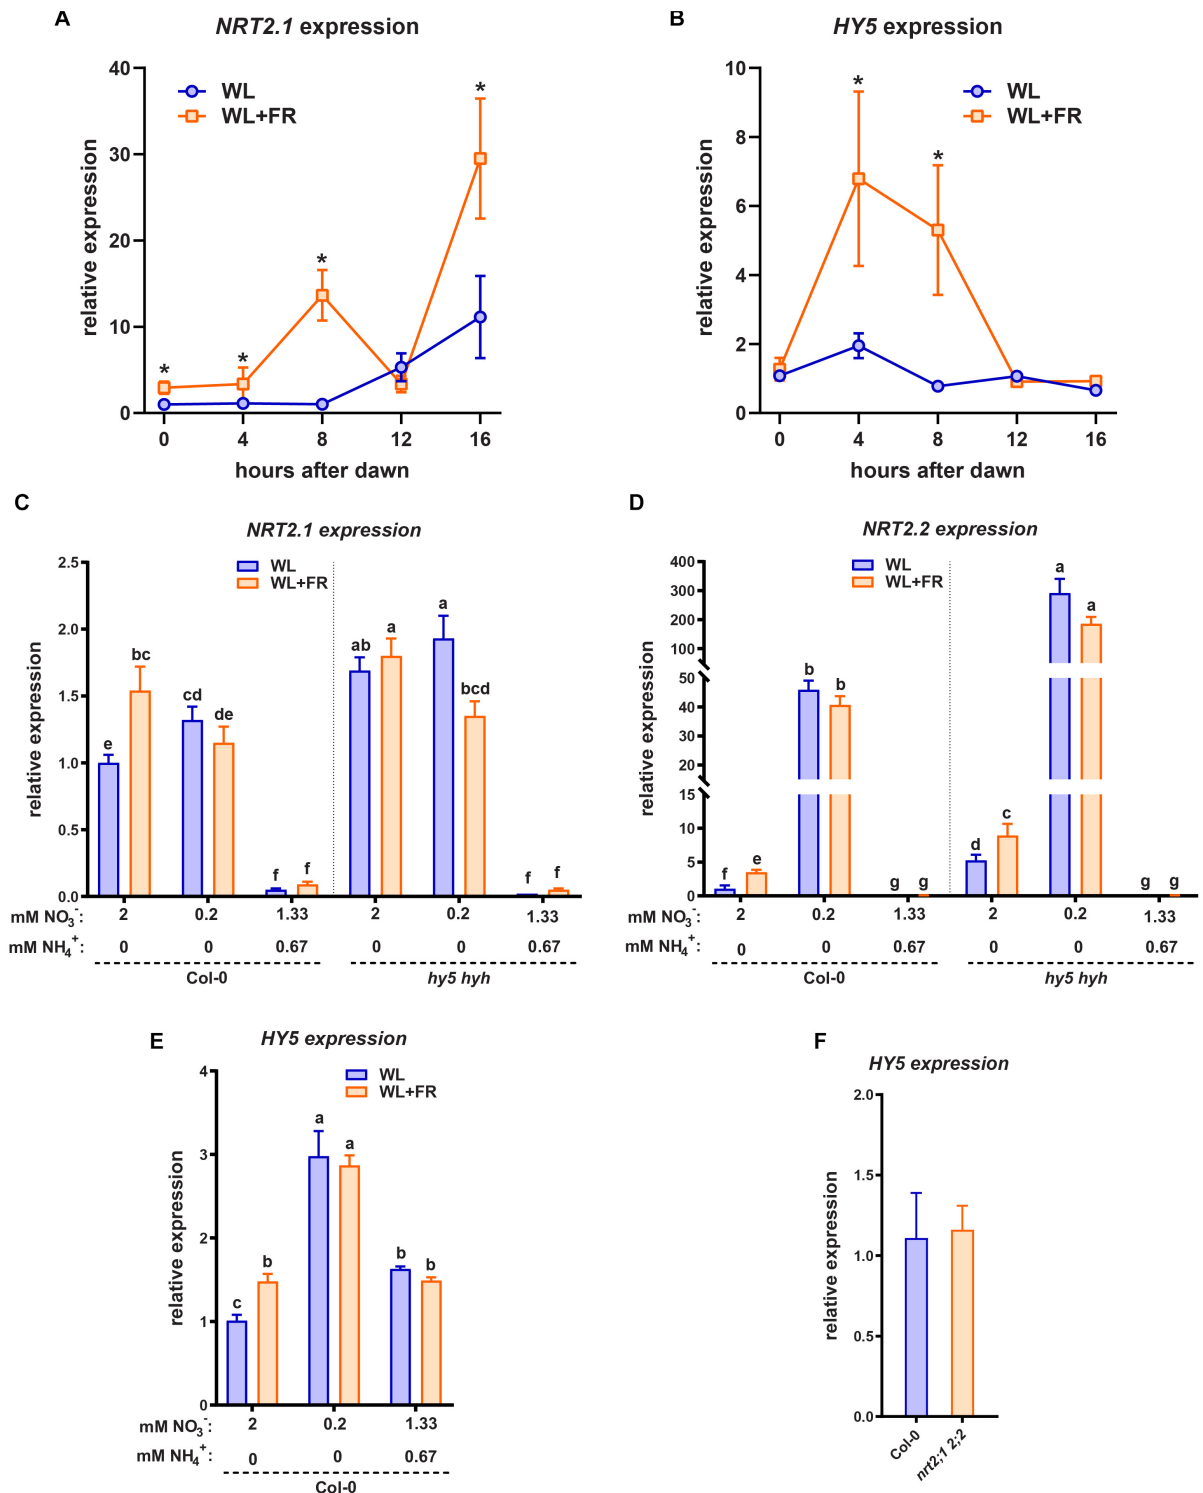 A
NRT2.1 expression
40
30
20
10
0
relative expression
WL
WL+FR
*
*
*
*
0 4 8 12 16
hours after dawn
B
HY5 expression
10
8
6
4
2
0
relative expression
WL
WL+FR
*
*
0 4 8 12 16
hours after dawn
C
NRT2.1 expression
2.5
2.0
1.5
1.0
0.5
0.0
relative expression
WL
WL+FR
e bc cd de f f ab a a bcd f f
mM NO₃⁻: 2 0.2 1.33 2 0.2 1.33
mM NH₄⁺: 0 0 0.67 0 0 0.67
Col-0 hy5 hyh
D
NRT2.2 expression
400
300
200
100
50
40
30
20
15
10
5
0
relative expression
WL
WL+FR
f e b b g g d c a a g g
mM NO₃⁻: 2 0.2 1.33 2 0.2 1.33
mM NH₄⁺: 0 0 0.67 0 0 0.67
Col-0 hy5 hyh
E
HY5 expression
4
3
2
1
0
relative expression
WL
WL+FR
c b a a b b
mM NO₃⁻: 2 0.2 1.33
mM NH₄⁺: 0 0 0.67
Col-0
F
HY5 expression
2.0
1.5
1.0
0.5
0.0
relative expression
Col-0
nrt2;1 2;2